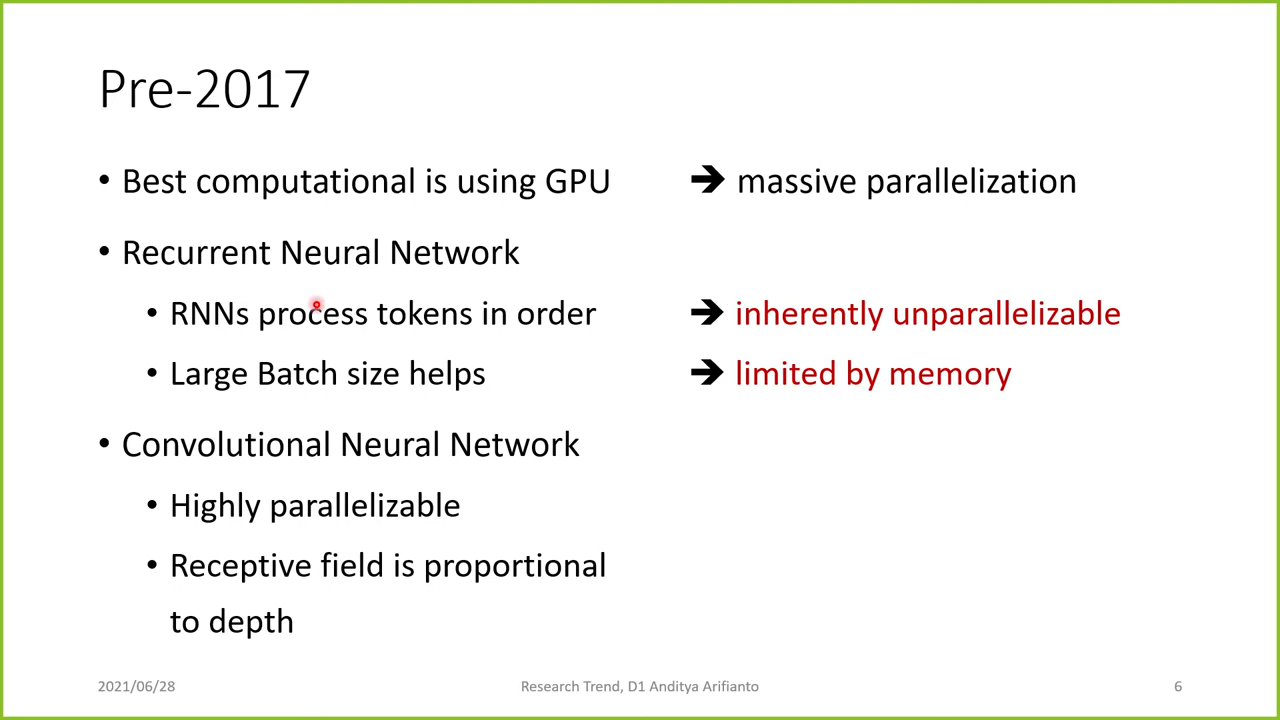 Pre-2017
• Best computational is using GPU ➔ massive parallelization
• Recurrent Neural Network
• RNNs process tokens in order ➔ inherently unparallelizable
• Large Batch size helps ➔ limited by memory
• Convolutional Neural Network
• Highly parallelizable
• Receptive field is proportional
to depth
2021/06/28 Research Trend, D1 Anditya Arifianto 6